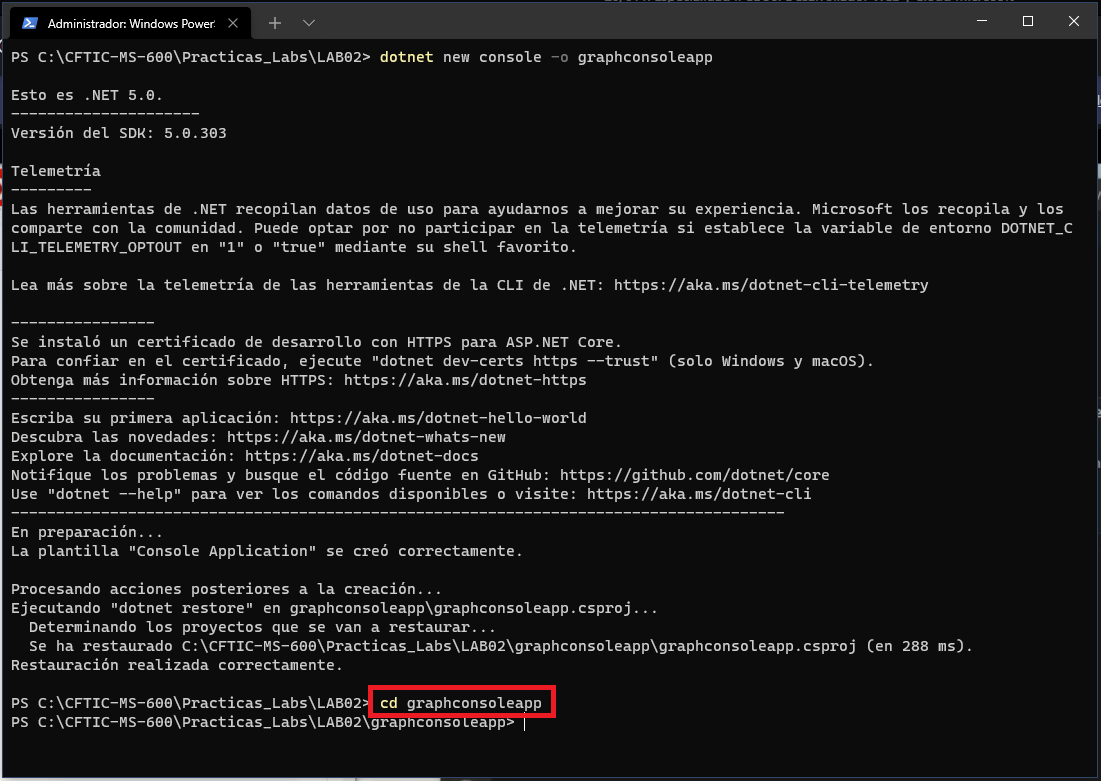 Administrador: Windows Power
PS C:\CFTIC-MS-600\Practicas_Labs\LAB02> dotnet new console -o graphconsoleapp
Esto es .NET 5.0.
---------------------
Versión del SDK: 5.0.303
Telemetría
---------
Las herramientas de .NET recopilan datos de uso para ayudarnos a mejorar su experiencia. Microsoft los recopila y los
comparte con la comunidad. Puede optar por no participar en la telemetría si establece la variable de entorno DOTNET_C
LI_TELEMETRY_OPTOUT en "1" o "true" mediante su shell favorito.
Lea más sobre la telemetría de las herramientas de la CLI de .NET: https://aka.ms/dotnet-cli-telemetry
----------------
Se instaló un certificado de desarrollo con HTTPS para ASP.NET Core.
Para confiar en el certificado, ejecute "dotnet dev-certs https --trust" (solo Windows y macOS).
Obtenga más información sobre HTTPS: https://aka.ms/dotnet-https
----------------
Escriba su primera aplicación: https://aka.ms/dotnet-hello-world
Descubra las novedades: https://aka.ms/dotnet-whats-new
Explore la documentación: https://aka.ms/dotnet-docs
Notifique los problemas y busque el código fuente en GitHub: https://github.com/dotnet/core
Use "dotnet --help" para ver los comandos disponibles o visite: https://aka.ms/dotnet-cli
--------------------------------------------------------------------------------------
En preparación...
La plantilla "Console Application" se creó correctamente.
Procesando acciones posteriores a la creación...
Ejecutando "dotnet restore" en graphconsoleapp\graphconsoleapp.csproj...
  Determinando los proyectos que se van a restaurar...
  Se ha restaurado C:\CFTIC-MS-600\Practicas_Labs\LAB02\graphconsoleapp\graphconsoleapp.csproj (en 288 ms).
Restauración realizada correctamente.
PS C:\CFTIC-MS-600\Practicas_Labs\LAB02> cd graphconsoleapp
PS C:\CFTIC-MS-600\Practicas_Labs\LAB02\graphconsoleapp>